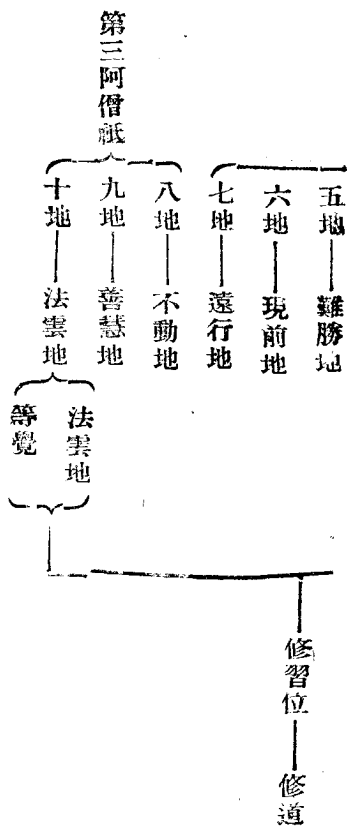 五地 難勝地
六地 現前地
七地 遠行地
第三阿僧祇
八地 不動地
九地 善慧地
十地 法雲地
法雲地
等覺
修習位 修道